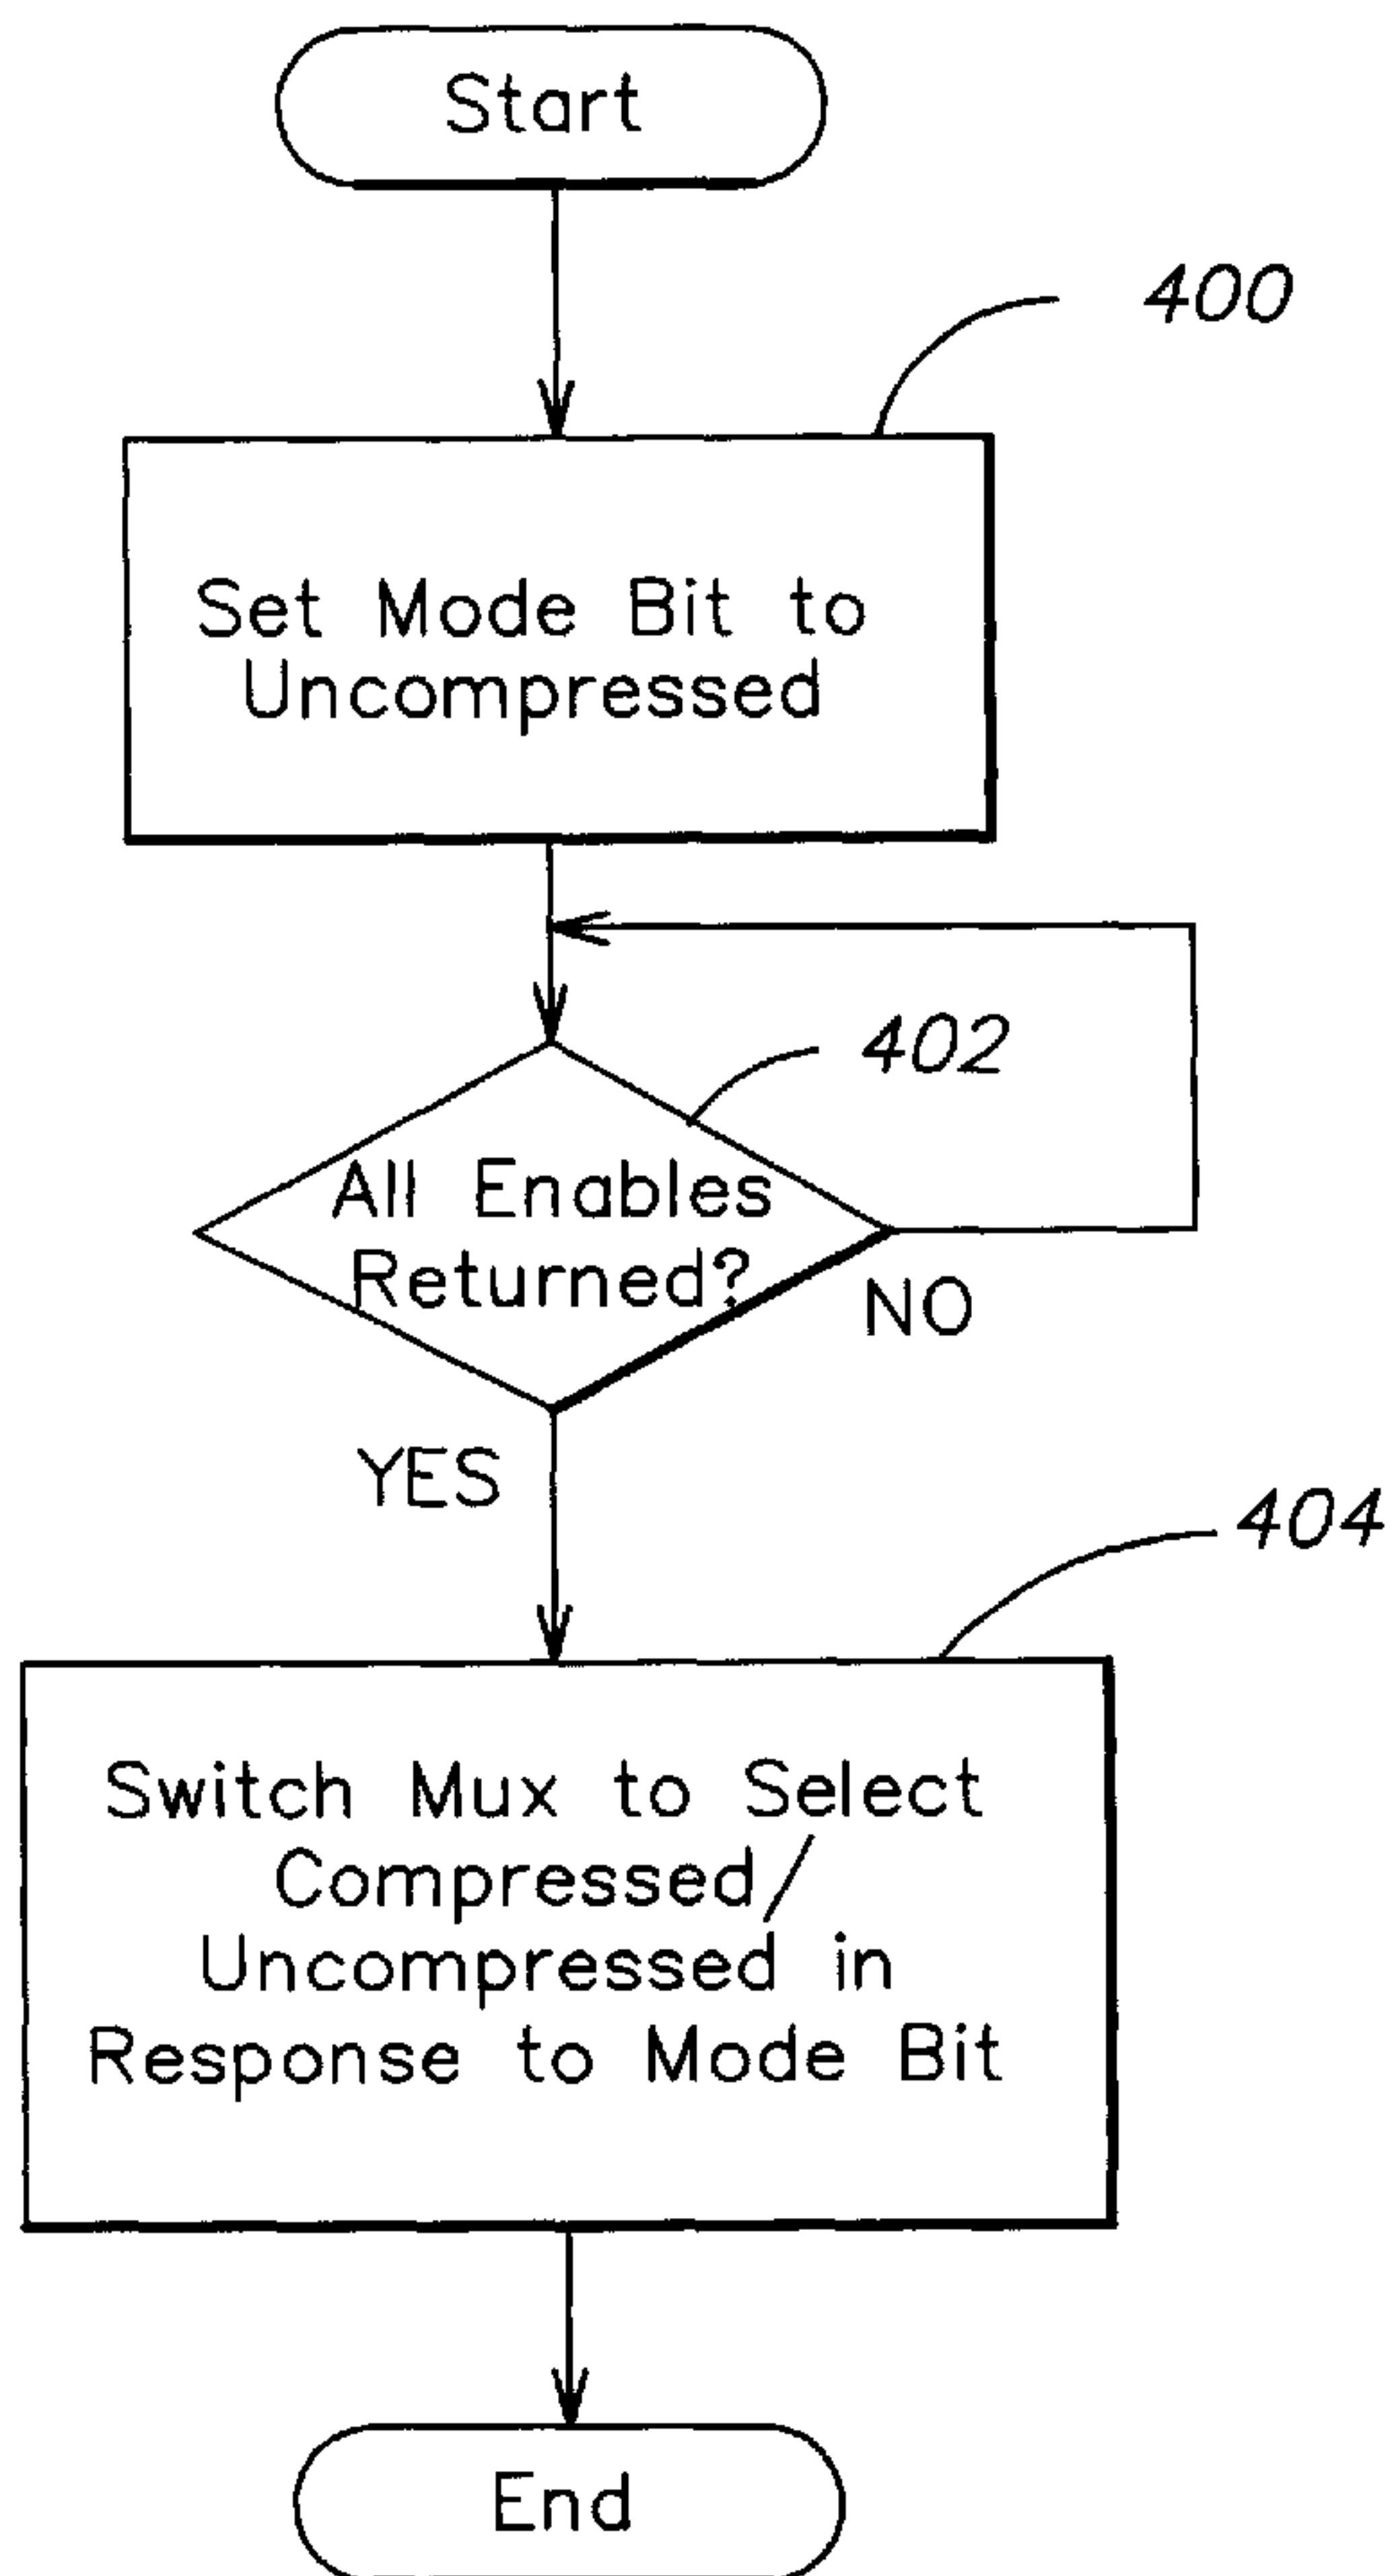 Start
400
Set Mode Bit to
Uncompressed
402
All Enables
Returned?
NO
YES
404
Switch Mux to Select
Compressed/
Uncompressed in
Response to Mode Bit
End